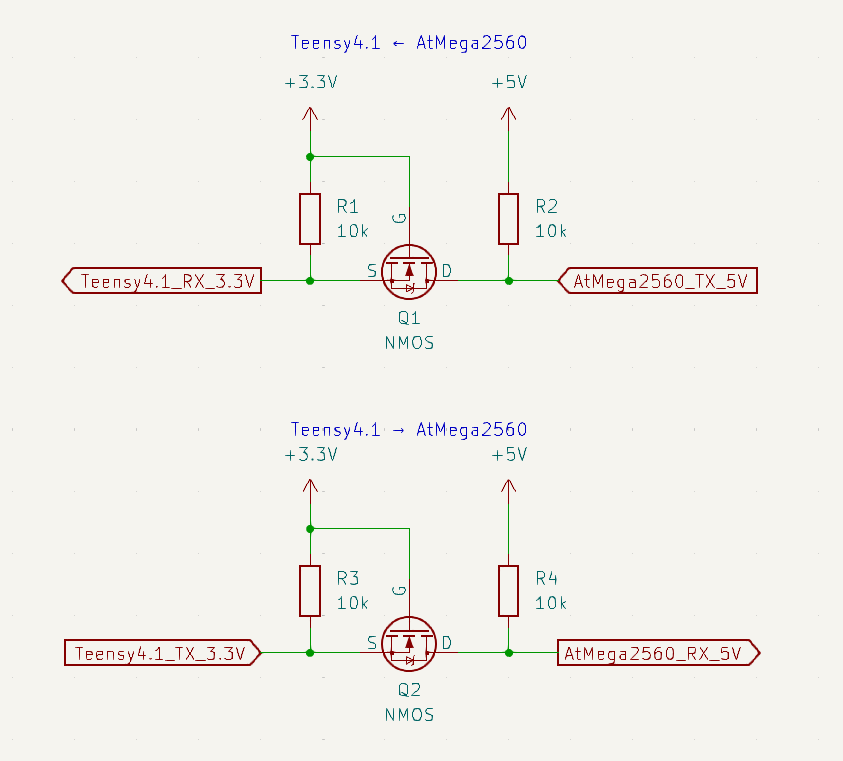 Teensy4.1 ← AtMega2560
+3.3V +5V
G
R1 R2
10k 10k
S D
Teensy4.1_RX_3.3V AtMega2560_TX_5V
Q1
NMOS
Teensy4.1 → AtMega2560
+3.3V +5V
G
R3 R4
10k 10k
S D
Teensy4.1_TX_3.3V AtMega2560_RX_5V
Q2
NMOS